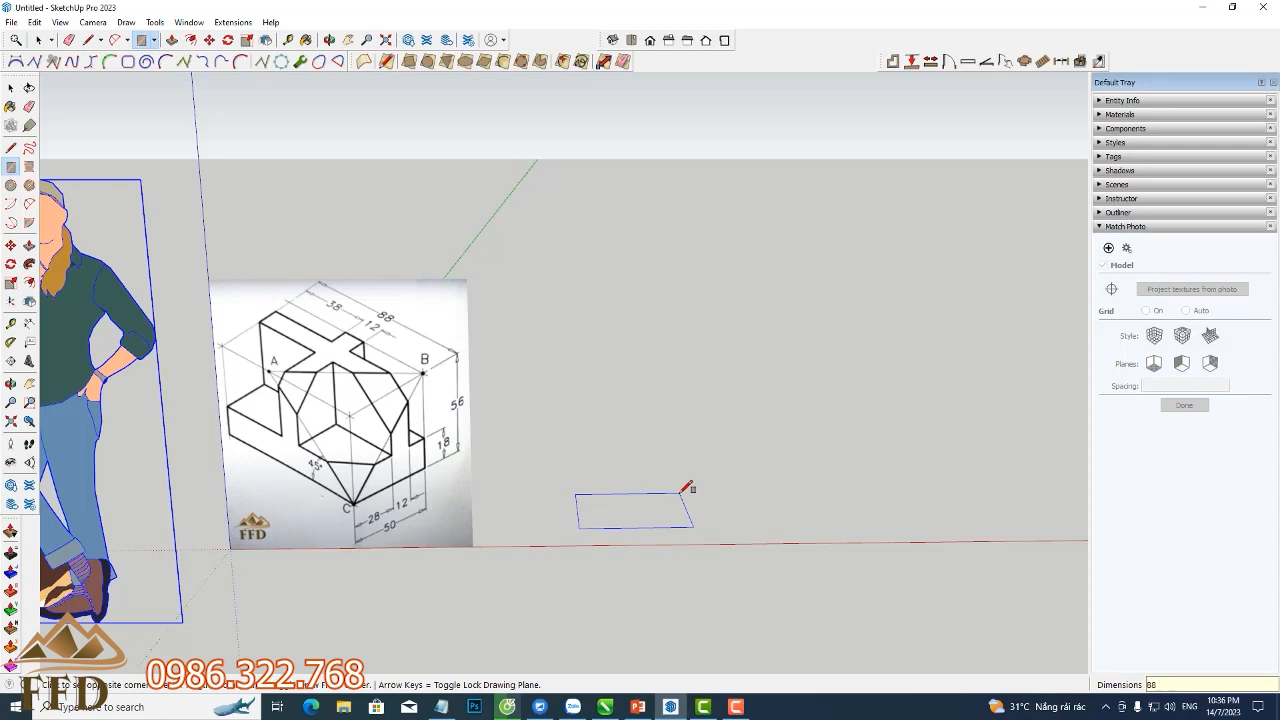 Untitled - SketchUp Pro 2023
File Edit View Camera Draw Tools Window Extensions Help
Default Tray
Entity Info
Materials
Components
Styles
Tags
Shadows
Scenes
Instructor
Outliner
Match Photo
Model
Project textures from photo
Grid On Auto
Style:
Planes:
Spacing:
Done
38
88
12
A
B
56
18
45°
C
28
12
50
FFD
FFD
0986.322.768
Arrow Keys = Toggle Lock Drawing Plane.
Dimensions 88
here to search
31°C Nắng rải rác
ENG
10:36 PM
14/7/2023